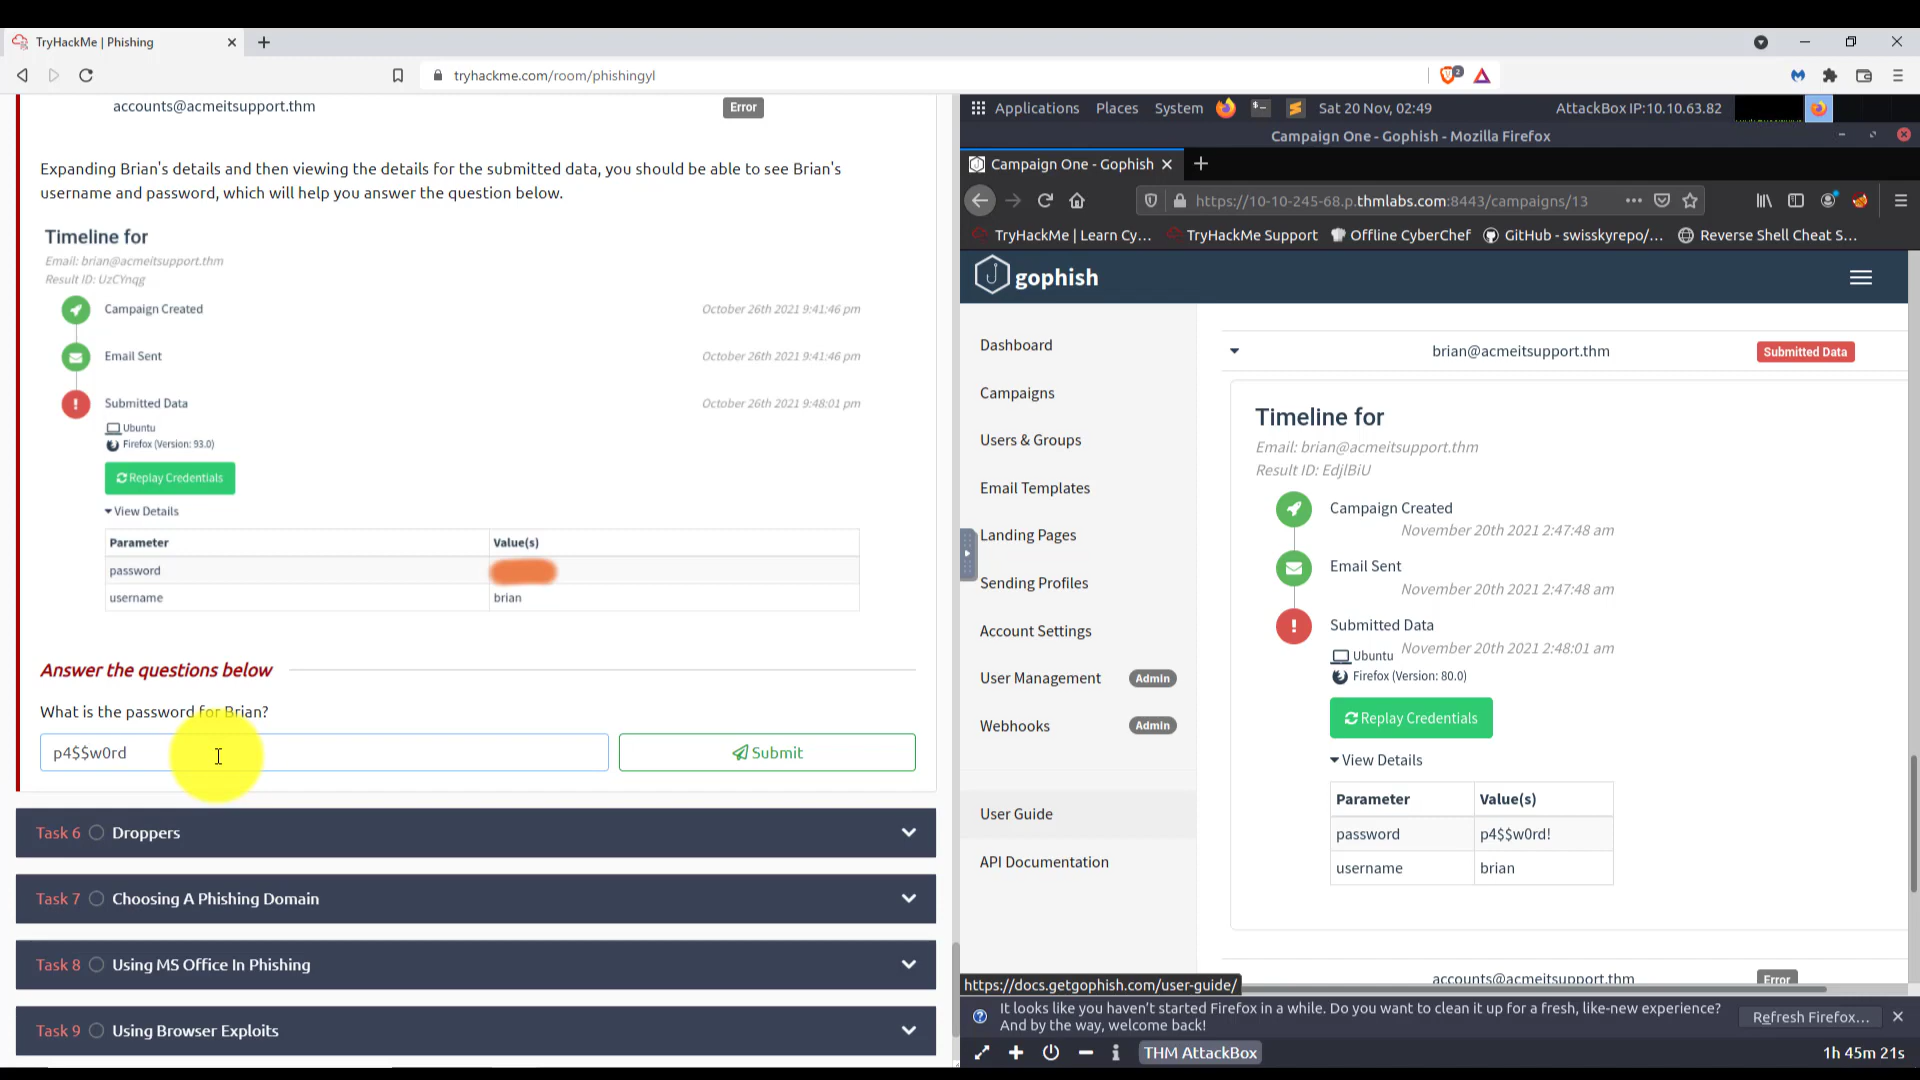 TryHackMe | Phishing
tryhackme.com/room/phishingyl
2
accounts@acmeitsupport.thm
Error
Expanding Brian's details and then viewing the details for the submitted data, you should be able to see Brian's
username and password, which will help you answer the question below.
Timeline for
Email: brian@acmeitsupport.thm
Result ID: UzCYnqg
Campaign Created
October 26th 2021 9:41:46 pm
Email Sent
October 26th 2021 9:41:46 pm
Submitted Data
October 26th 2021 9:48:01 pm
Ubuntu
Firefox (Version: 93.0)
Replay Credentials
View Details
Parameter Value(s)
password
username brian
Answer the questions below
What is the password for Brian?
p4$$w0rd
Submit
Task 6 Droppers
Task 7 Choosing A Phishing Domain
Task 8 Using MS Office In Phishing
Task 9 Using Browser Exploits
Applications Places System Sat 20 Nov, 02:49 AttackBox IP:10.10.63.82
Campaign One - Gophish - Mozilla Firefox
Campaign One - Gophish
https://10-10-245-68.p.thmlabs.com:8443/campaigns/13
TryHackMe | Learn Cy... TryHackMe Support Offline CyberChef GitHub - swisskyrepo/... Reverse Shell Cheat S...
gophish
Dashboard
Campaigns
Users & Groups
Email Templates
Landing Pages
Sending Profiles
Account Settings
User Management Admin
Webhooks Admin
User Guide
API Documentation
brian@acmeitsupport.thm Submitted Data
Timeline for
Email: brian@acmeitsupport.thm
Result ID: EdjlBiU
Campaign Created
November 20th 2021 2:47:48 am
Email Sent
November 20th 2021 2:47:48 am
Submitted Data
November 20th 2021 2:48:01 am
Ubuntu
Firefox (Version: 80.0)
Replay Credentials
View Details
Parameter Value(s)
password p4$$w0rd!
username brian
accounts@acmeitsupport.thm Error
https://docs.getgophish.com/user-guide/
It looks like you haven't started Firefox in a while. Do you want to clean it up for a fresh, like-new experience?
And by the way, welcome back!
Refresh Firefox...
THM AttackBox
1h 45m 21s